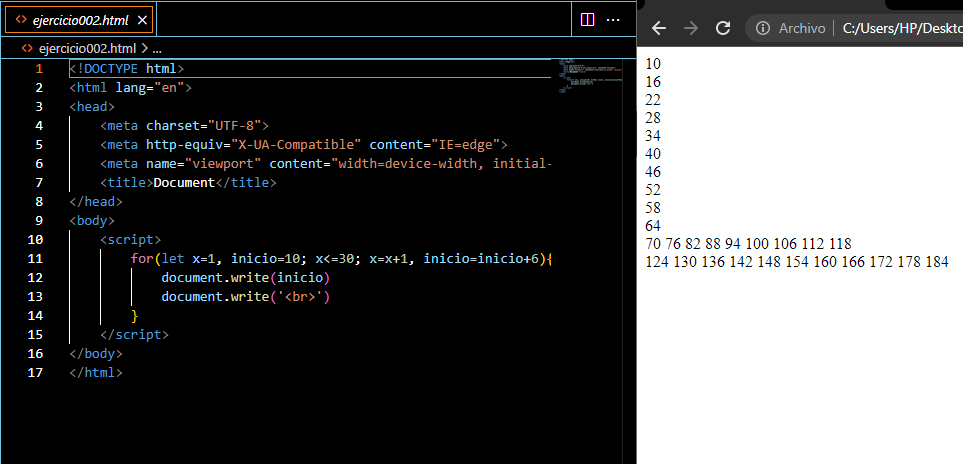 ejercicio002.html
ejercicio002.html > ...
1 <!DOCTYPE html>
2 <html lang="en">
3 <head>
4 <meta charset="UTF-8">
5 <meta http-equiv="X-UA-Compatible" content="IE=edge">
6 <meta name="viewport" content="width=device-width, initial-
7 <title>Document</title>
8 </head>
9 <body>
10 <script>
11 for(let x=1, inicio=10; x<=30; x=x+1, inicio=inicio+6){
12 document.write(inicio)
13 document.write('<br>')
14 }
15 </script>
16 </body>
17 </html>
Archivo | C:/Users/HP/Deskto
10
16
22
28
34
40
46
52
58
64
70 76 82 88 94 100 106 112 118
124 130 136 142 148 154 160 166 172 178 184